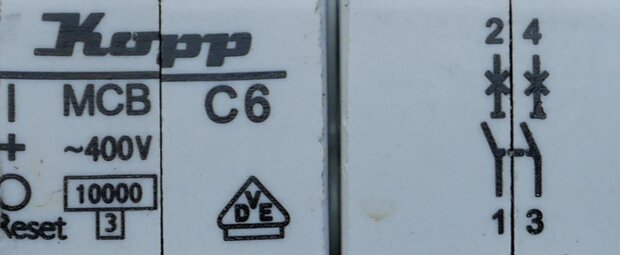 Kopp
MCB C6
~400V
10000
Reset 3
VDE
2 4
1 3